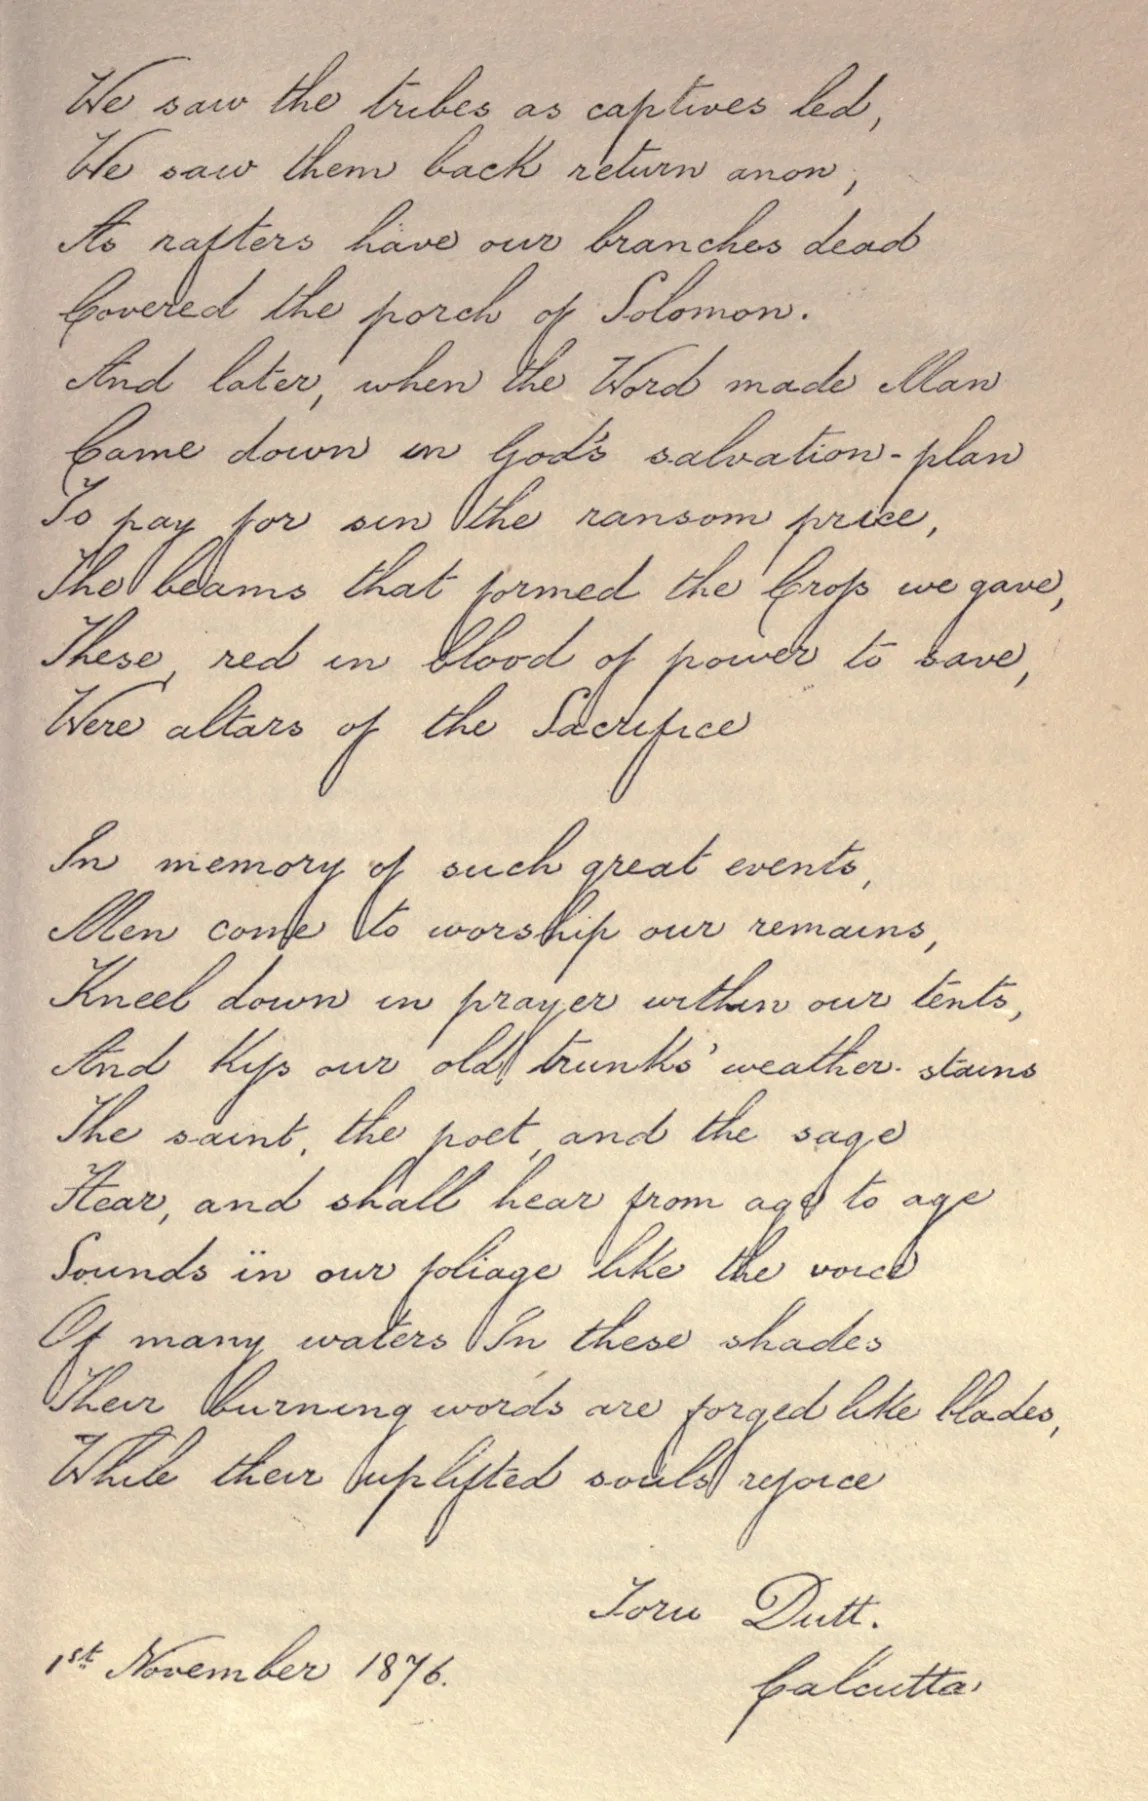 We saw the tribes as captives led,
We saw them back return anon,
As rafters have our branches dead
Covered the porch of Solomon.
And later, when the Word made Man
Came down in God's salvation-plan
To pay for sin the ransom price,
The beams that formed the Cross we gave,
These, red in blood of power to save,
Were altars of the Sacrifice
In memory of such great events,
Men come to worship our remains,
Kneel down in prayer within our tents,
And kiss our old trunks' weather-stains
The saint, the poet, and the sage
Hear, and shall hear from age to age
Sounds in our foliage like the voice
Of many waters In these shades
Their burning words are forged like blades,
While their uplifted souls rejoice
Toru Dutt.
1st November 1876.
Calcutta.